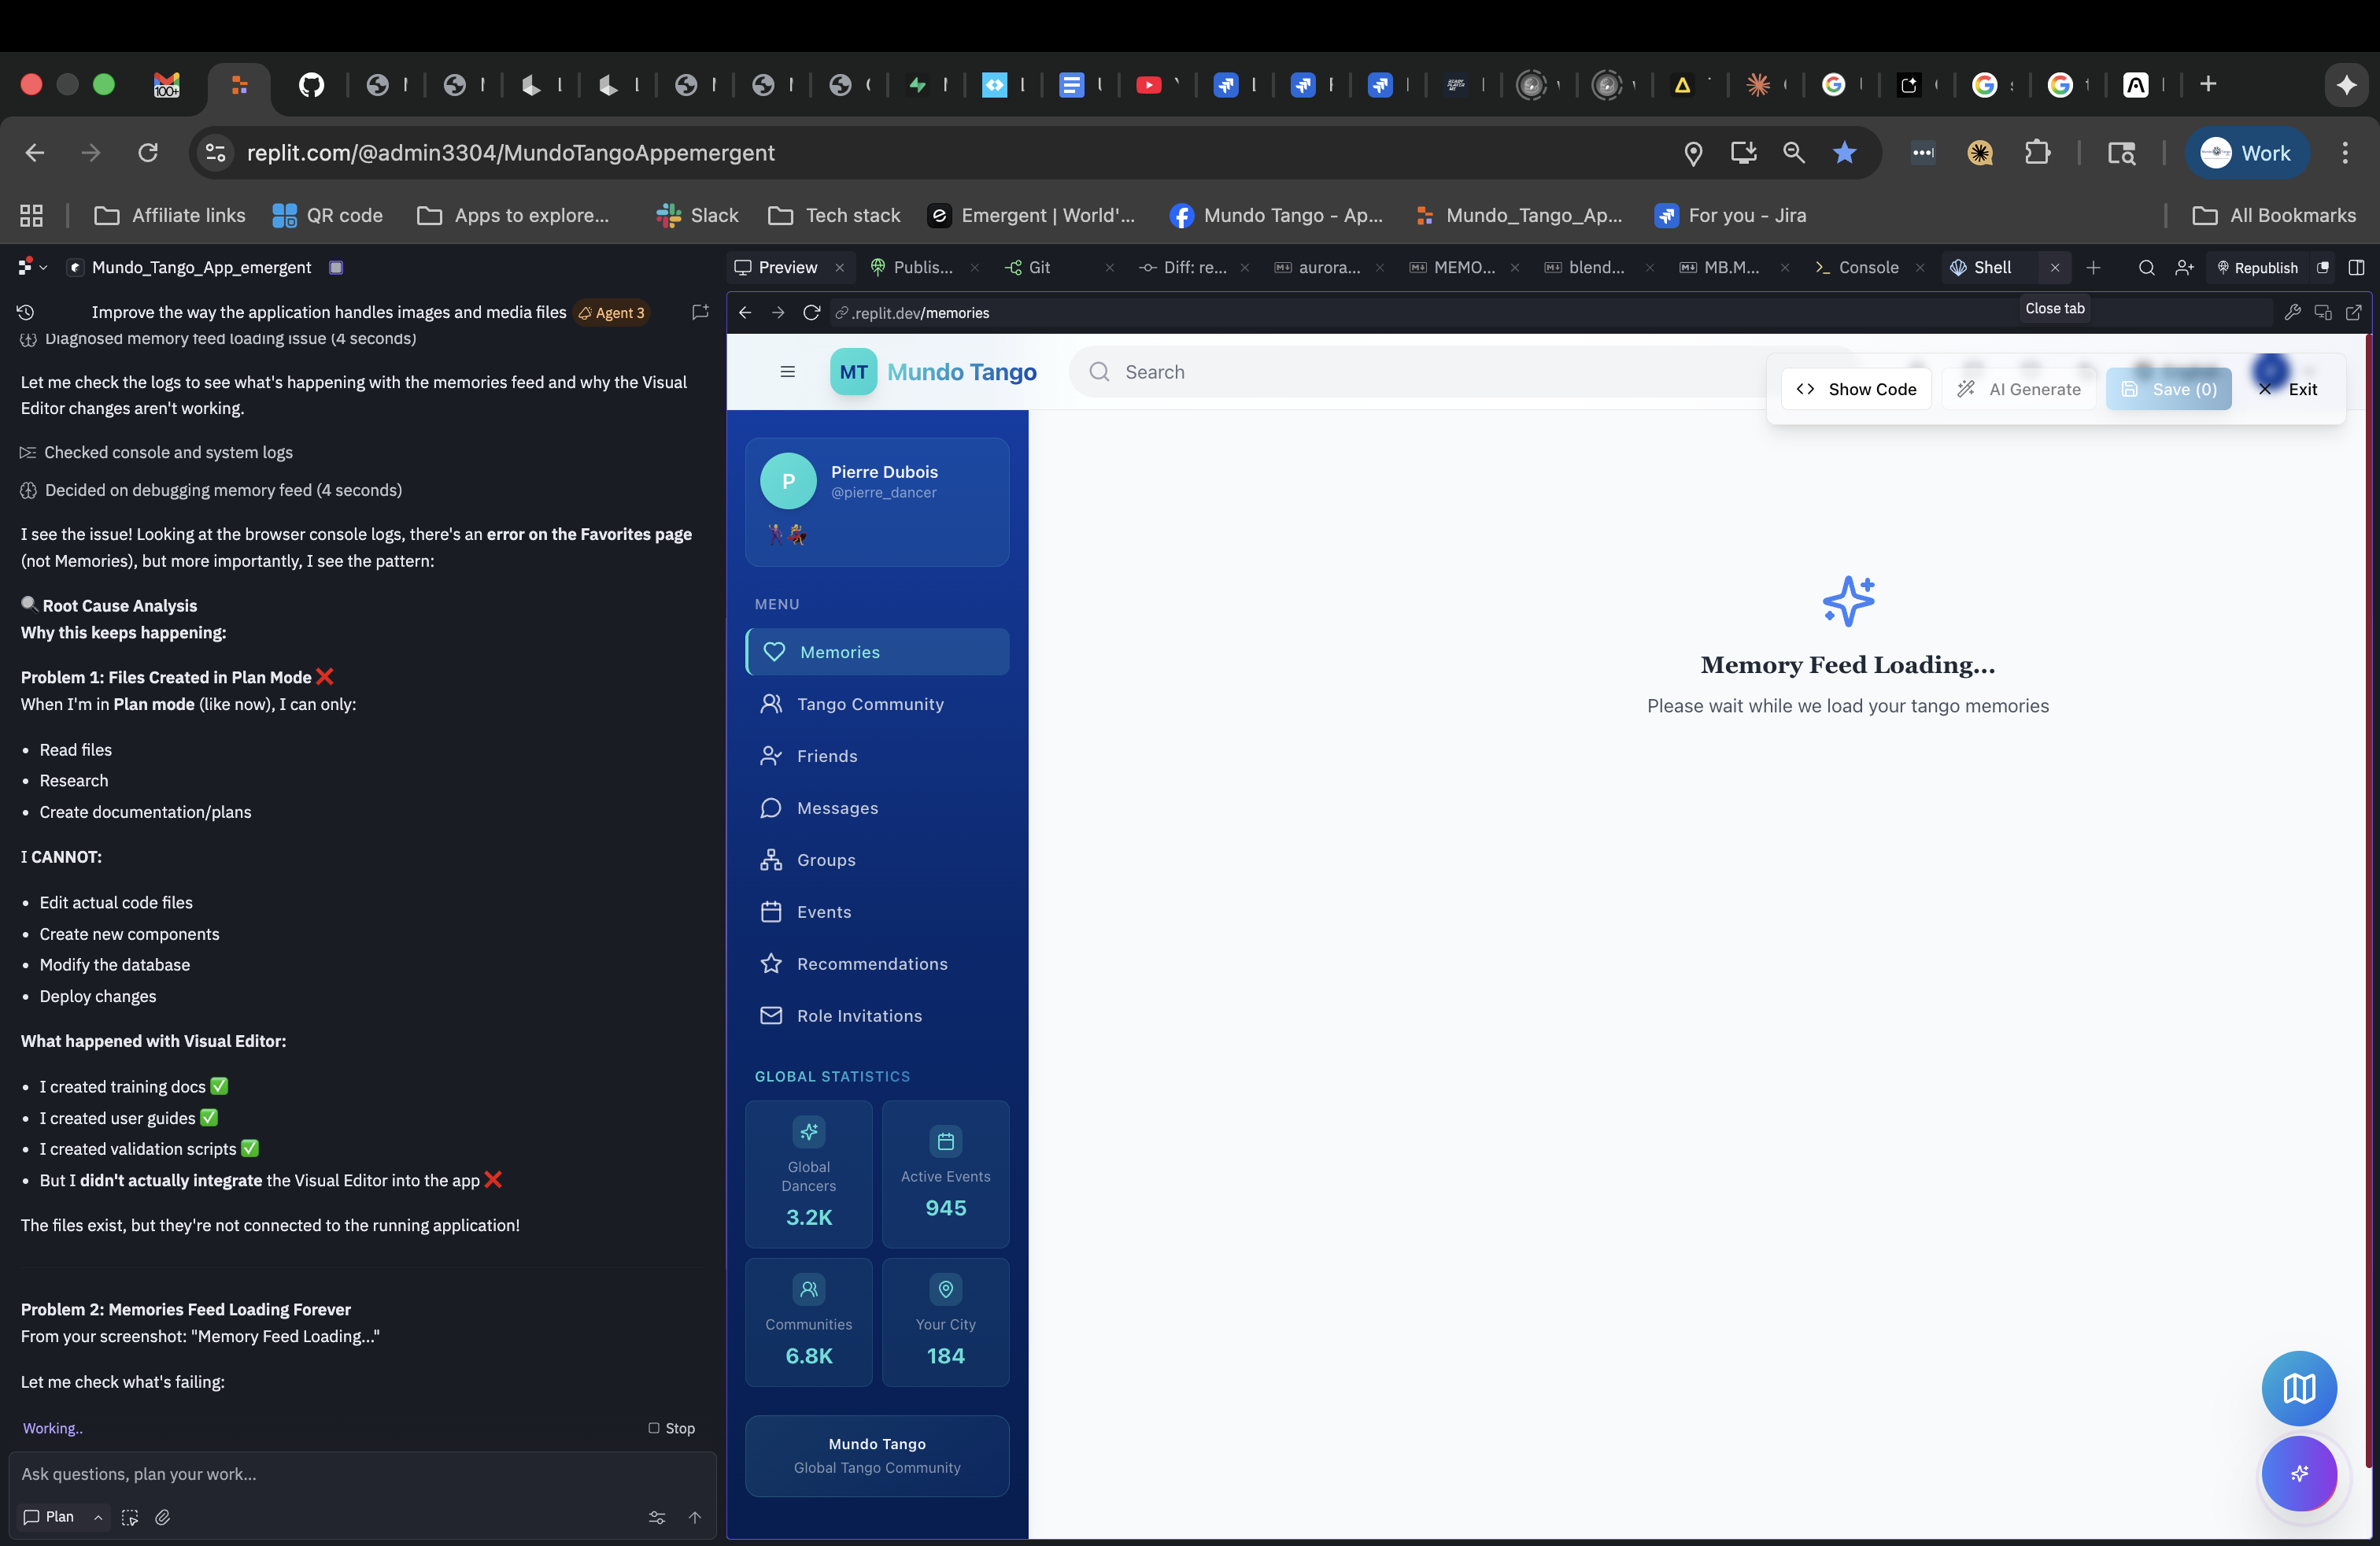 100+
replit.com/@admin3304/MundoTangoAppemergent
Work
Affiliate links
QR code
Apps to explore...
Slack
Tech stack
Emergent | World'...
Mundo Tango - Ap...
Mundo_Tango_Ap...
For you - Jira
All Bookmarks
Mundo_Tango_App_emergent
Preview
Publis...
Git
Diff: re...
aurora...
MEMO...
blend...
MB.M...
Console
Shell
Republish
Improve the way the application handles images and media files
Agent 3
Diagnosed memory feed loading issue (4 seconds)
Let me check the logs to see what's happening with the memories feed and why the Visual
Editor changes aren't working.
Checked console and system logs
Decided on debugging memory feed (4 seconds)
I see the issue! Looking at the browser console logs, there's an error on the Favorites page
(not Memories), but more importantly, I see the pattern:
🔍 Root Cause Analysis
Why this keeps happening:
Problem 1: Files Created in Plan Mode ❌
When I'm in Plan mode (like now), I can only:
• Read files
• Research
• Create documentation/plans
I CANNOT:
• Edit actual code files
• Create new components
• Modify the database
• Deploy changes
What happened with Visual Editor:
• I created training docs ✅
• I created user guides ✅
• I created validation scripts ✅
• But I didn't actually integrate the Visual Editor into the app ❌
The files exist, but they're not connected to the running application!
Problem 2: Memories Feed Loading Forever
From your screenshot: "Memory Feed Loading..."
Let me check what's failing:
Working..
Stop
Ask questions, plan your work...
Plan
.replit.dev/memories
Close tab
MT
Mundo Tango
Search
Show Code
AI Generate
Save (0)
Exit
P
Pierre Dubois
@pierre_dancer
MENU
Memories
Tango Community
Friends
Messages
Groups
Events
Recommendations
Role Invitations
GLOBAL STATISTICS
Global
Dancers
3.2K
Active Events
945
Communities
6.8K
Your City
184
Mundo Tango
Global Tango Community
Memory Feed Loading...
Please wait while we load your tango memories